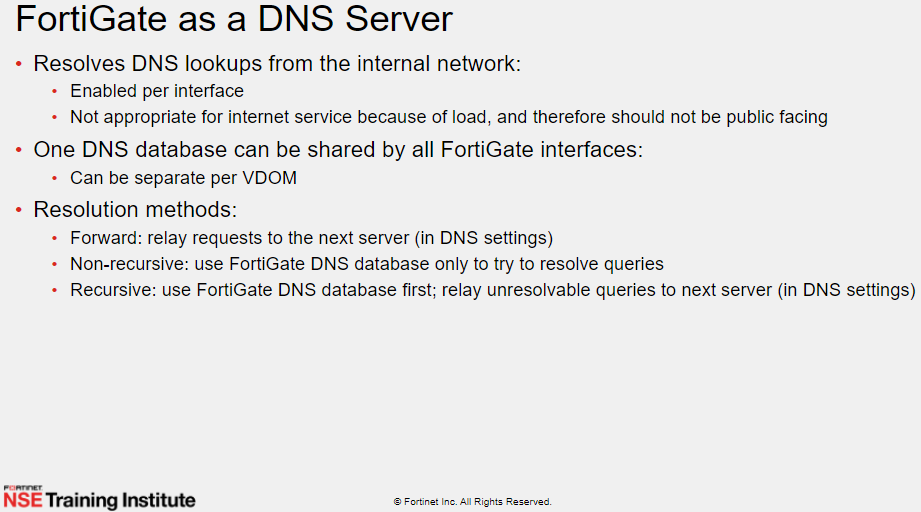 FortiGate as a DNS Server
• Resolves DNS lookups from the internal network:
• Enabled per interface
• Not appropriate for internet service because of load, and therefore should not be public facing
• One DNS database can be shared by all FortiGate interfaces:
• Can be separate per VDOM
• Resolution methods:
• Forward: relay requests to the next server (in DNS settings)
• Non-recursive: use FortiGate DNS database only to try to resolve queries
• Recursive: use FortiGate DNS database first; relay unresolvable queries to next server (in DNS settings)
FORTINET
NSE Training Institute
© Fortinet Inc. All Rights Reserved.